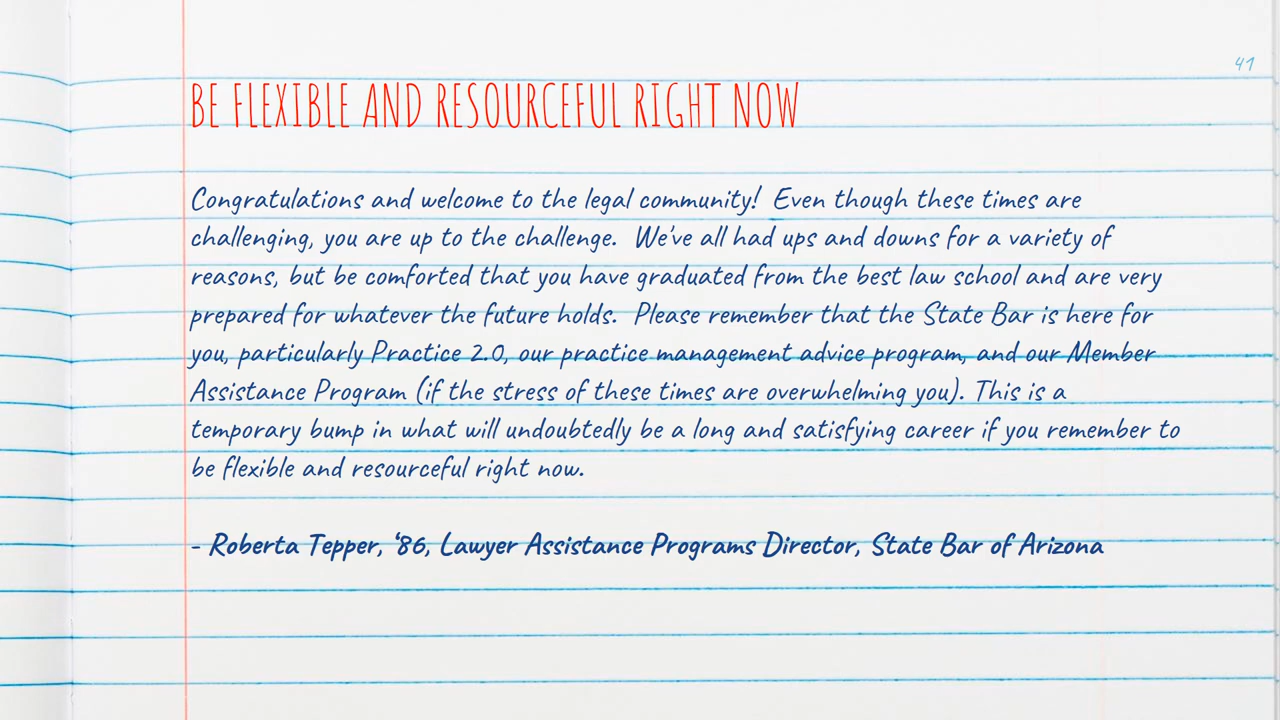 41
BE FLEXIBLE AND RESOURCEFUL RIGHT NOW
Congratulations and welcome to the legal community!  Even though these times are
challenging, you are up to the challenge.  We've all had ups and downs for a variety of
reasons, but be comforted that you have graduated from the best law school and are very
prepared for whatever the future holds.  Please remember that the State Bar is here for
you, particularly Practice 2.0, our practice management advice program, and our Member
Assistance Program (if the stress of these times are overwhelming you). This is a
temporary bump in what will undoubtedly be a long and satisfying career if you remember to
be flexible and resourceful right now.
- Roberta Tepper, ‘86, Lawyer Assistance Programs Director, State Bar of Arizona